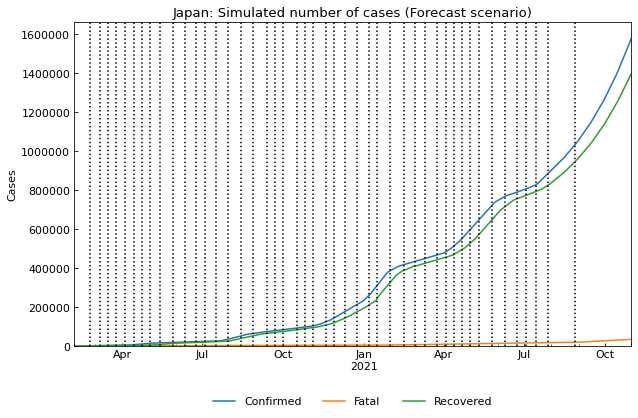 Japan: Simulated number of cases (Forecast scenario)
1600000
1400000
1200000
1000000
800000
600000
400000
200000
0
Cases
Apr Jul Oct Jan Apr Jul Oct
2021
Confirmed Fatal Recovered